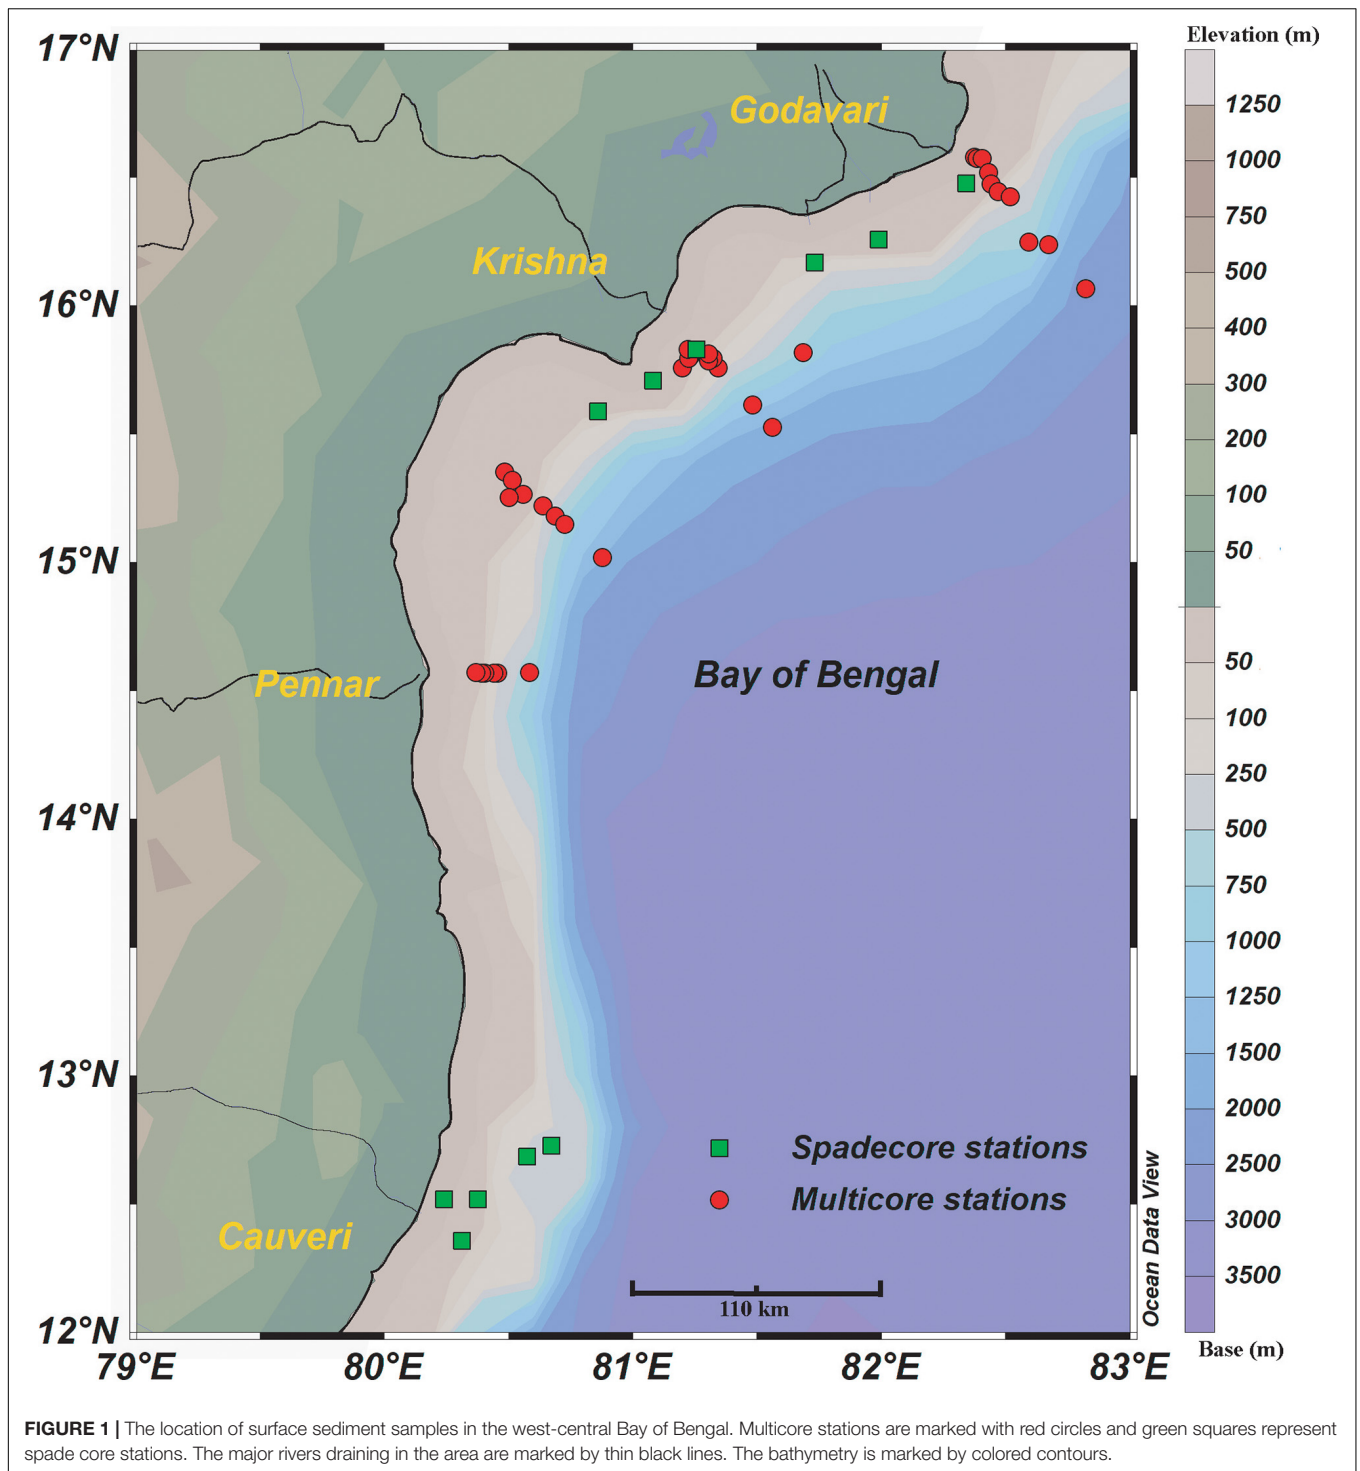 Elevation (m)
17°N
16°N
15°N
14°N
13°N
12°N
79°E
80°E
81°E
82°E
83°E
Godavari
Krishna
Pennar
Cauveri
Bay of Bengal
Spadecore stations
Multicore stations
110 km
Ocean Data View
1250
1000
750
500
400
300
200
100
50
50
100
250
500
750
1000
1250
1500
2000
2500
3000
3500
Base (m)
FIGURE 1 | The location of surface sediment samples in the west-central Bay of Bengal. Multicore stations are marked with red circles and green squares represent
spade core stations. The major rivers draining in the area are marked by thin black lines. The bathymetry is marked by colored contours.